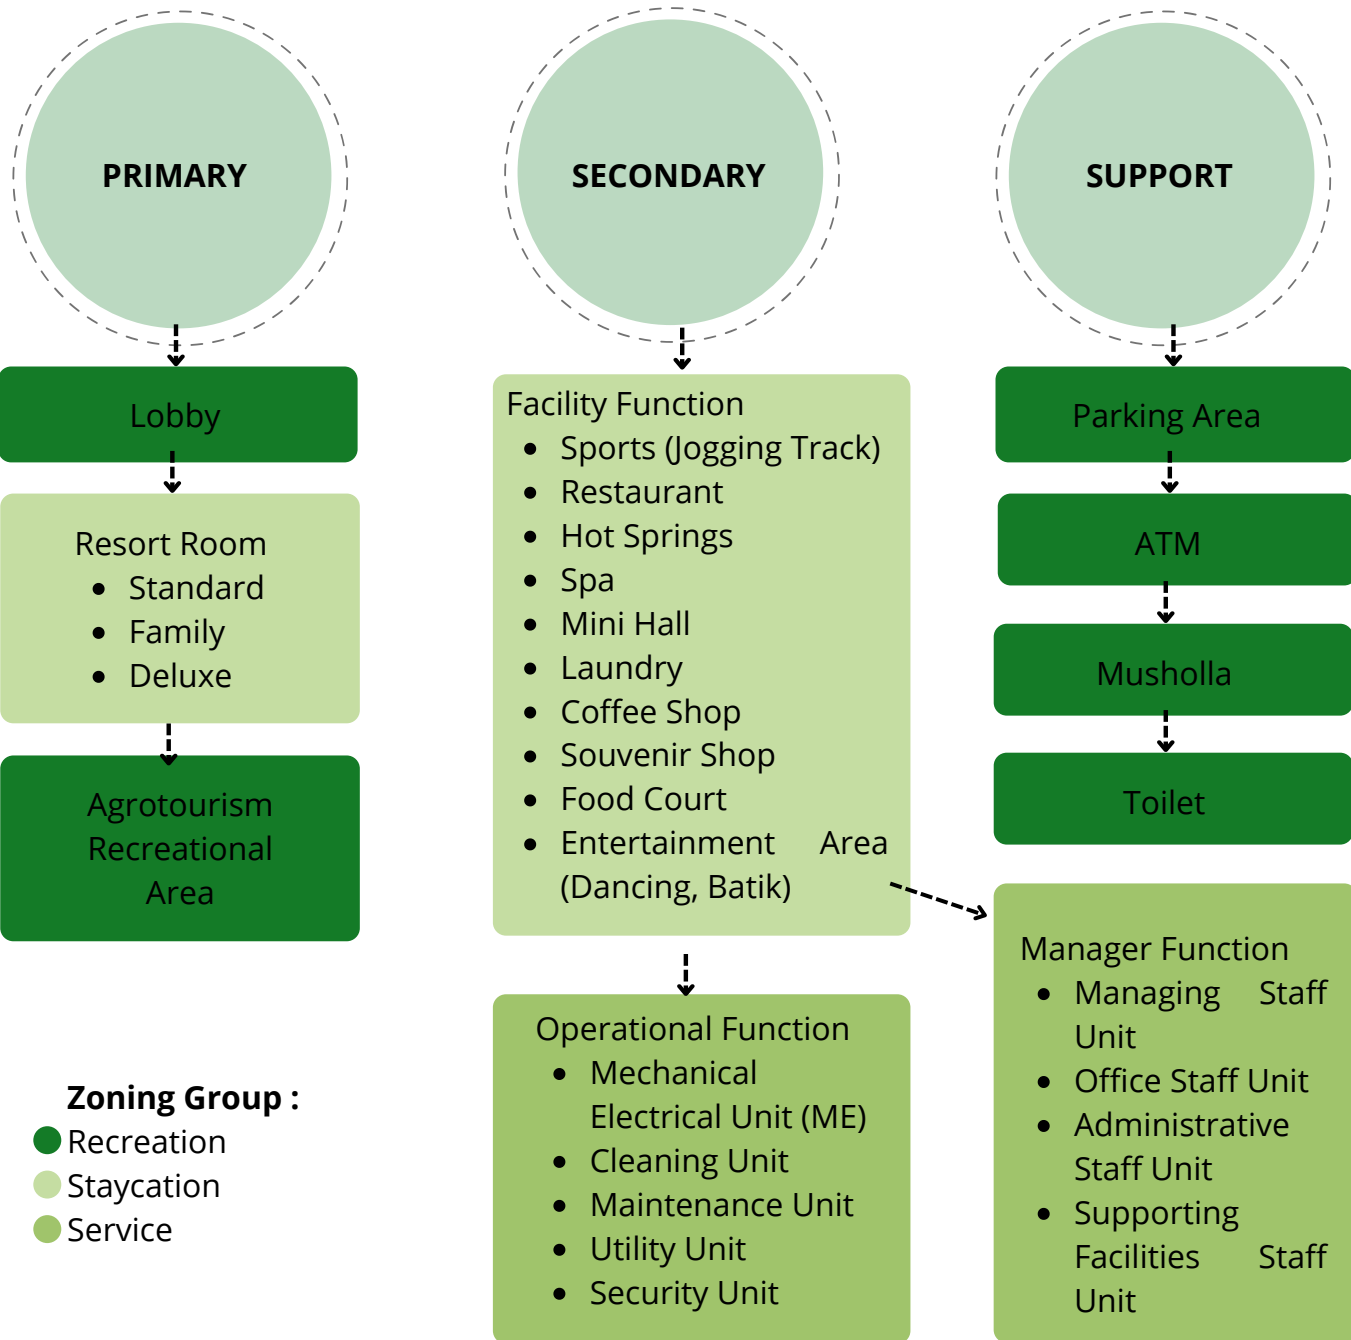 PRIMARY
Lobby
Resort Room
• Standard
• Family
• Deluxe
Agrotourism
Recreational
Area
Zoning Group :
Recreation
Staycation
Service
SECONDARY
Facility Function
• Sports (Jogging Track)
• Restaurant
• Hot Springs
• Spa
• Mini Hall
• Laundry
• Coffee Shop
• Souvenir Shop
• Food Court
• Entertainment Area
(Dancing, Batik)
Operational Function
• Mechanical
Electrical Unit (ME)
• Cleaning Unit
• Maintenance Unit
• Utility Unit
• Security Unit
SUPPORT
Parking Area
ATM
Musholla
Toilet
Manager Function
• Managing Staff
Unit
• Office Staff Unit
• Administrative
Staff Unit
• Supporting
Facilities Staff
Unit